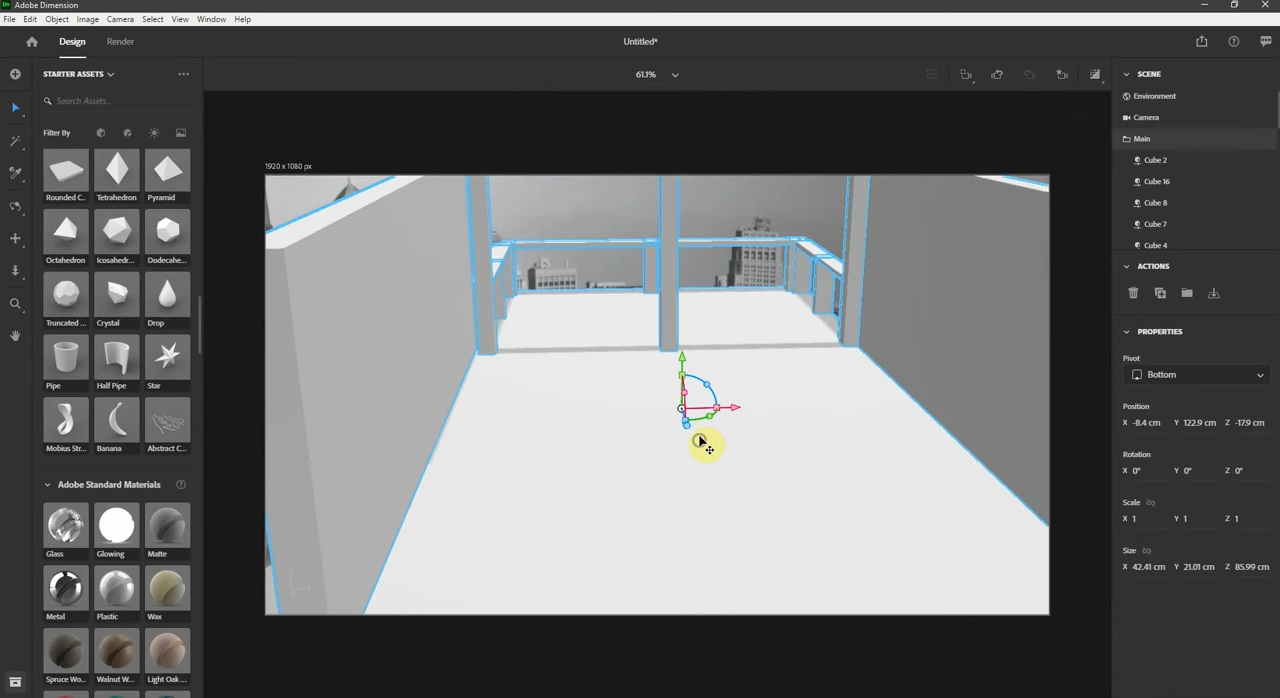 Dn Adobe Dimension
File Edit Object Image Camera Select View Window Help
Design Render Untitled*
STARTER ASSETS
Search Assets...
Filter By
Rounded C... Tetrahedron Pyramid
Octahedron Icosahedr... Dodecahe...
Truncated ... Crystal Drop
Pipe Half Pipe Star
Mobius Str... Banana Abstract C...
Adobe Standard Materials
Glass Glowing Matte
Metal Plastic Wax
Spruce Wo... Walnut W... Light Oak ...
61.1%
1920 x 1080 px
SCENE
Environment
Camera
Main
Cube 2
Cube 16
Cube 8
Cube 7
Cube 4
ACTIONS
PROPERTIES
Pivot
Bottom
Position
X -8.4 cm Y 122.9 cm Z -17.9 cm
Rotation
X 0° Y 0° Z 0°
Scale
X 1 Y 1 Z 1
Size
X 42.41 cm Y 21.01 cm Z 85.99 cm